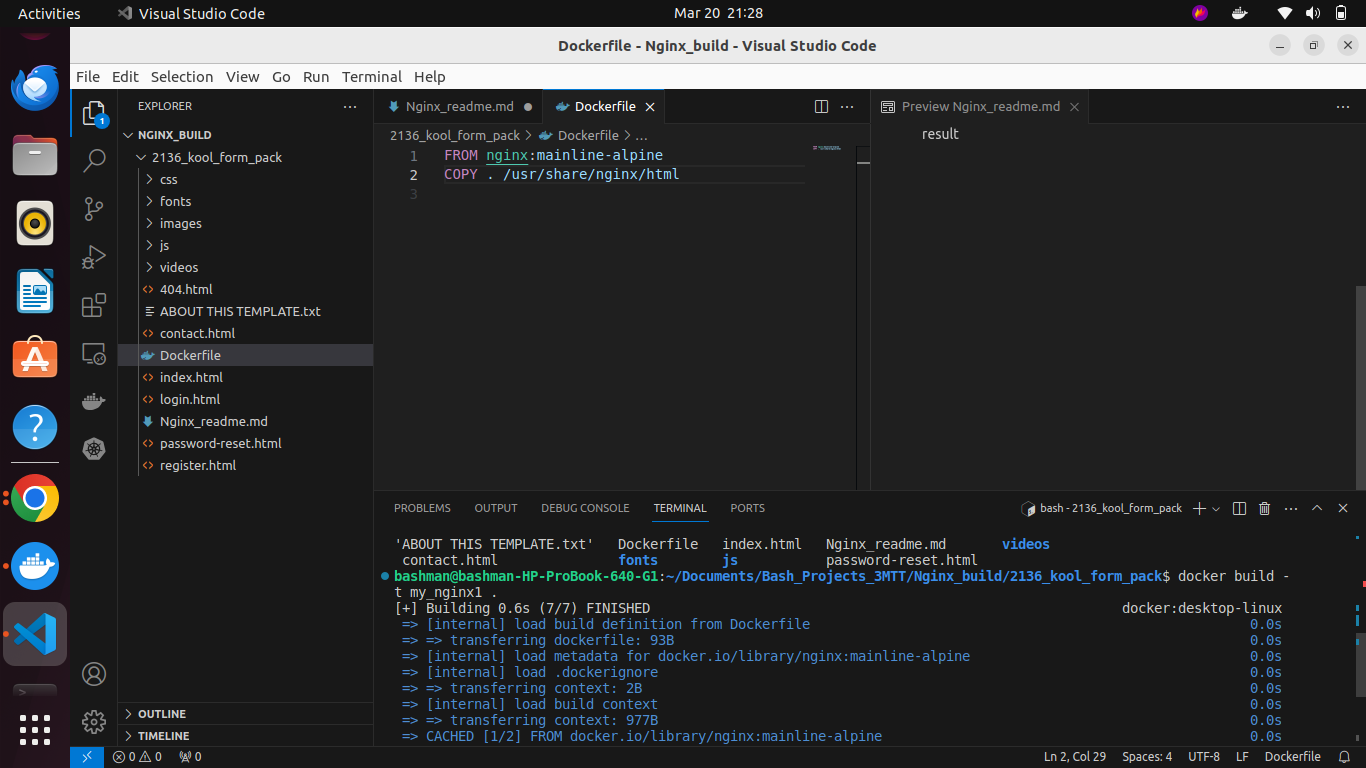 Activities
Visual Studio Code
Mar 20 21:28
Dockerfile - Nginx_build - Visual Studio Code
File Edit Selection View Go Run Terminal Help
1
EXPLORER
NGINX_BUILD
2136_kool_form_pack
css
fonts
images
js
videos
404.html
ABOUT THIS TEMPLATE.txt
contact.html
Dockerfile
index.html
login.html
Nginx_readme.md
password-reset.html
register.html
OUTLINE
TIMELINE
Nginx_readme.md
Dockerfile
2136_kool_form_pack > Dockerfile > ...
1 FROM nginx:mainline-alpine
2 COPY . /usr/share/nginx/html
3
Preview Nginx_readme.md
result
PROBLEMS OUTPUT DEBUG CONSOLE TERMINAL PORTS
bash - 2136_kool_form_pack
'ABOUT THIS TEMPLATE.txt' Dockerfile index.html Nginx_readme.md videos
contact.html fonts js password-reset.html
bashman@bashman-HP-ProBook-640-G1:~/Documents/Bash_Projects_3MTT/Nginx_build/2136_kool_form_pack$ docker build -
t my_nginx1 .
[+] Building 0.6s (7/7) FINISHED docker:desktop-linux
=> [internal] load build definition from Dockerfile 0.0s
=> => transferring dockerfile: 93B 0.0s
=> [internal] load metadata for docker.io/library/nginx:mainline-alpine 0.0s
=> [internal] load .dockerignore 0.0s
=> => transferring context: 2B 0.0s
=> [internal] load build context 0.0s
=> => transferring context: 977B 0.0s
=> CACHED [1/2] FROM docker.io/library/nginx:mainline-alpine 0.0s
0 0 0
Ln 2, Col 29 Spaces: 4 UTF-8 LF Dockerfile